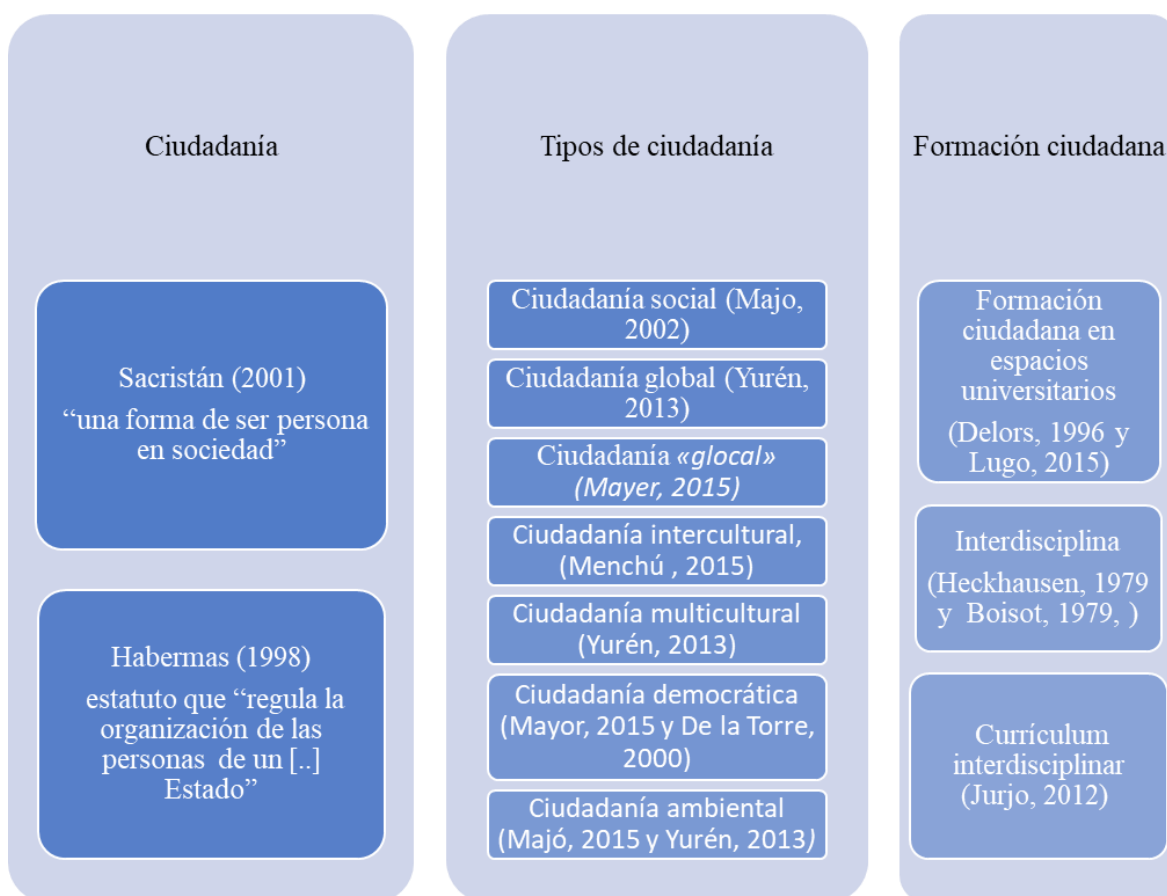 Ciudadanía
Sacristán (2001)
“una forma de ser persona
en sociedad”
Habermas (1998)
estatuto que “regula la
organización de las
personas de un [..]
Estado”
Tipos de ciudadanía
Ciudadanía social (Majo,
2002)
Ciudadanía global (Yurén,
2013)
Ciudadanía «glocal»
(Mayer, 2015)
Ciudadanía intercultural,
(Menchú , 2015)
Ciudadanía multicultural
(Yurén, 2013)
Ciudadanía democrática
(Mayor, 2015 y De la Torre,
2000)
Ciudadanía ambiental
(Majó, 2015 y Yurén, 2013)
Formación ciudadana
Formación
ciudadana en
espacios
universitarios
(Delors, 1996 y
Lugo, 2015)
Interdisciplina
(Heckhausen, 1979
y Boisot, 1979, )
Currículum
interdisciplinar
(Jurjo, 2012)